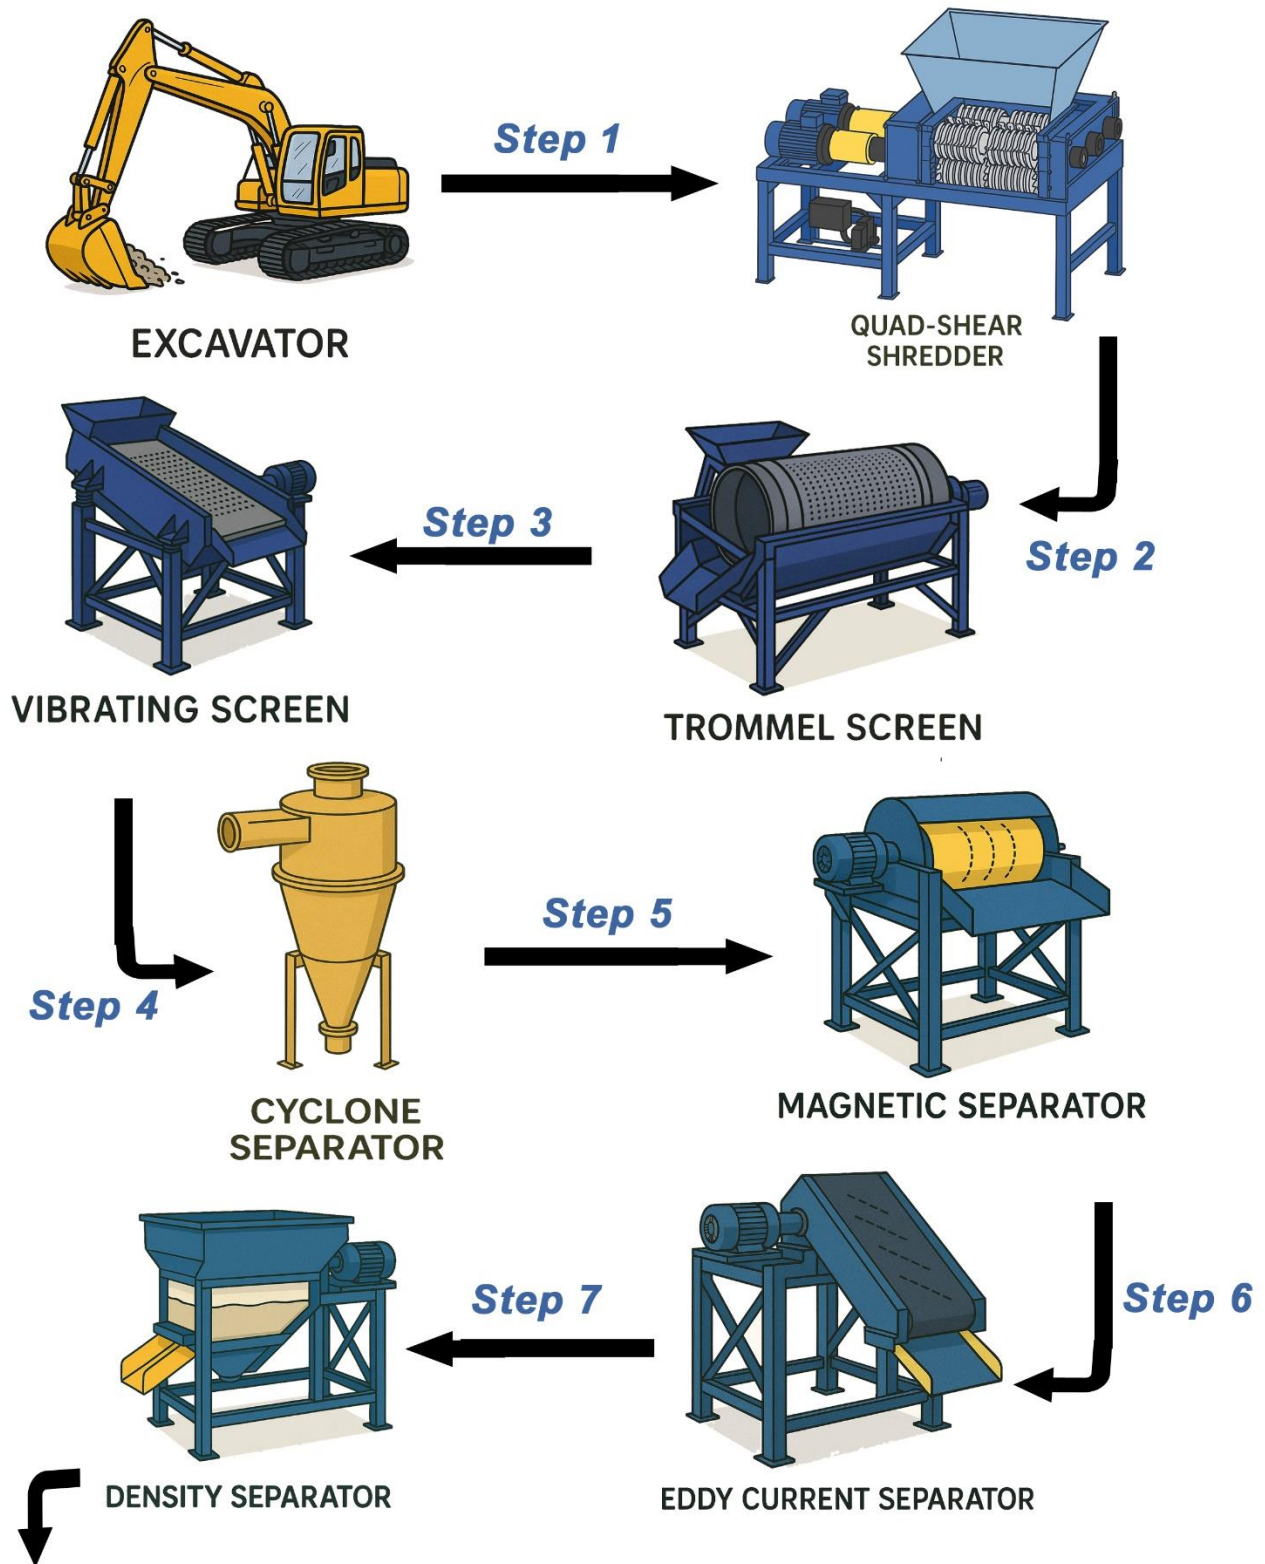 Step 1
EXCAVATOR
QUAD-SHEAR
SHREDDER
Step 2
Step 3
TROMMEL SCREEN
VIBRATING SCREEN
Step 4
CYCLONE
SEPARATOR
Step 5
MAGNETIC SEPARATOR
Step 6
EDDY CURRENT SEPARATOR
Step 7
DENSITY SEPARATOR